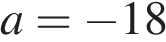 a = −18